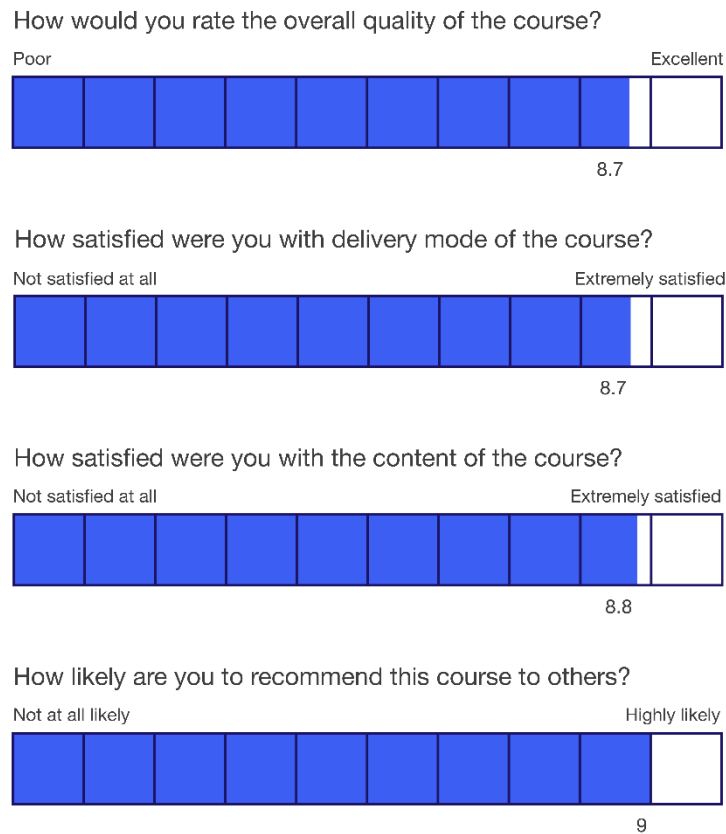 How would you rate the overall quality of the course?
Poor Excellent
8.7
How satisfied were you with delivery mode of the course?
Not satisfied at all Extremely satisfied
8.7
How satisfied were you with the content of the course?
Not satisfied at all Extremely satisfied
8.8
How likely are you to recommend this course to others?
Not at all likely Highly likely
9